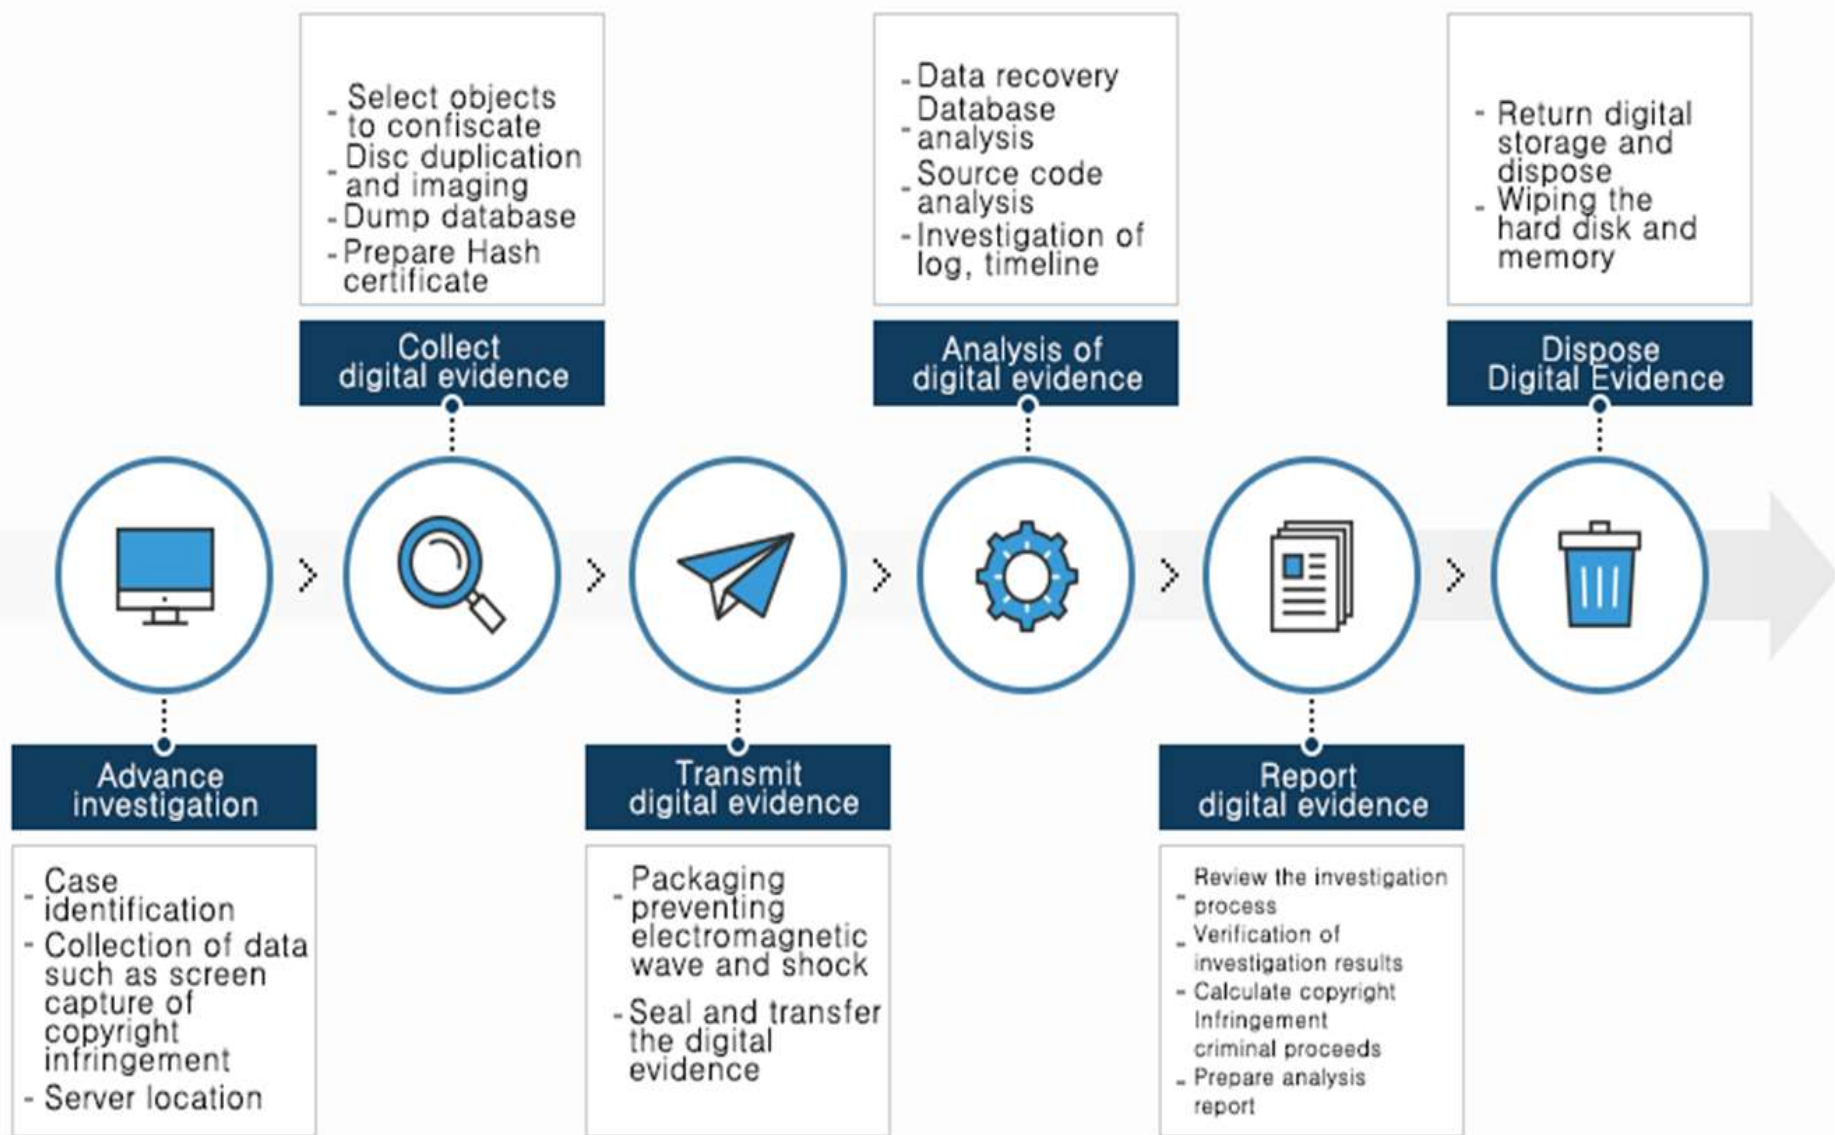 - Select objects
to confiscate
- Disc duplication
and imaging
- Dump database
- Prepare Hash
certificate
Collect
digital evidence
- Data recovery
- Database
analysis
- Source code
analysis
- Investigation of
log, timeline
Analysis of
digital evidence
- Return digital
storage and
dispose
- Wiping the
hard disk and
memory
Dispose
Digital Evidence
Advance
investigation
- Case
identification
- Collection of data
such as screen
capture of
copyright
infringement
- Server location
Transmit
digital evidence
- Packaging
preventing
electromagnetic
wave and shock
- Seal and transfer
the digital
evidence
Report
digital evidence
- Review the investigation
process
- Verification of
investigation results
- Calculate copyright
Infringement
criminal proceeds
- Prepare analysis
report